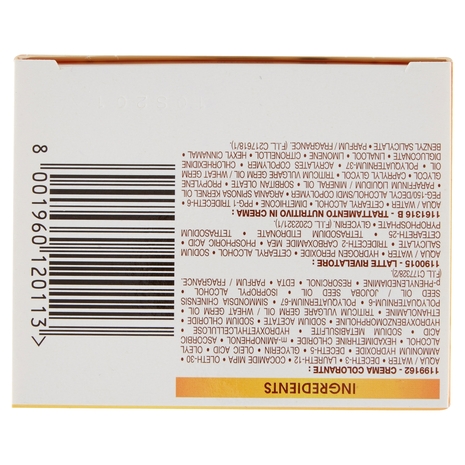 INGREDIENTS
1199162 - CREMA COLORANTE :
AQUA / WATER • DECETH-3 • LAURETH-12 • COCAMIDE MIPA • OLETH-30
AMMONIUM HYDROXIDE • DECETH-5 • GLYCERIN • OLEIC ACID • OLEYL
ALCOHOL • HEXADIMETHRINE CHLORIDE • m-AMINOPHENOL • ASCORBIC
ACID • SODIUM METABISULFITE • HYDROXYETHYLCELLULOSE
HYDROXYBENZOMORPHOLINE • SODIUM ACETATE • SODIUM CHLORIDE
ETHANOLAMINE • TRITICUM VULGARE GERM OIL / WHEAT GERM OIL
POLYQUATERNIUM-6 • POLYQUATERNIUM-67 • SIMMONDSIA CHINENSIS
SEED OIL / JOJOBA SEED OIL • ISOPROPYL ALCOHOL
p-PHENYLENEDIAMINE • RESORCINOL • EDTA • PARFUM / FRAGRANCE.
1190015 - LATTE RIVELATORE :
AQUA / WATER • HYDROGEN PEROXIDE • CETEARYL ALCOHOL • SODIUM
SALICYLATE • TRIDECETH-2 CARBOXAMIDE MEA • PHOSPHORIC ACID
CETEARETH-25 • TETRASODIUM ETIDRONATE • TETRASODIUM
PYROPHOSPHATE • GLYCERIN
1161316 B - TRATTAMENTO NUTRITIVO IN CREMA :
AQUA / WATER • CETEARYL ALCOHOL • AMODIMETHICONE • TRIDECETH-6
PARAFFINUM LIQUIDUM / MINERAL OIL • SORBITAN OLEATE • PROPYLENE
GLYCOL • CAPRYLYL GLYCOL • TRITICUM VULGARE GERM OIL / WHEAT GERM
OIL • POLYQUATERNIUM-37 • ACRYLATES COPOLYMER • CHLORHEXIDINE
DIGLUCONATE • LINALOOL • LIMONENE • CITRONELLOL • HEXYL CINNAMAL
BENZYL SALICYLATE • PARFUM / FRAGRANCE. (F.I.L. C217618/1).
8 001960 120113 >